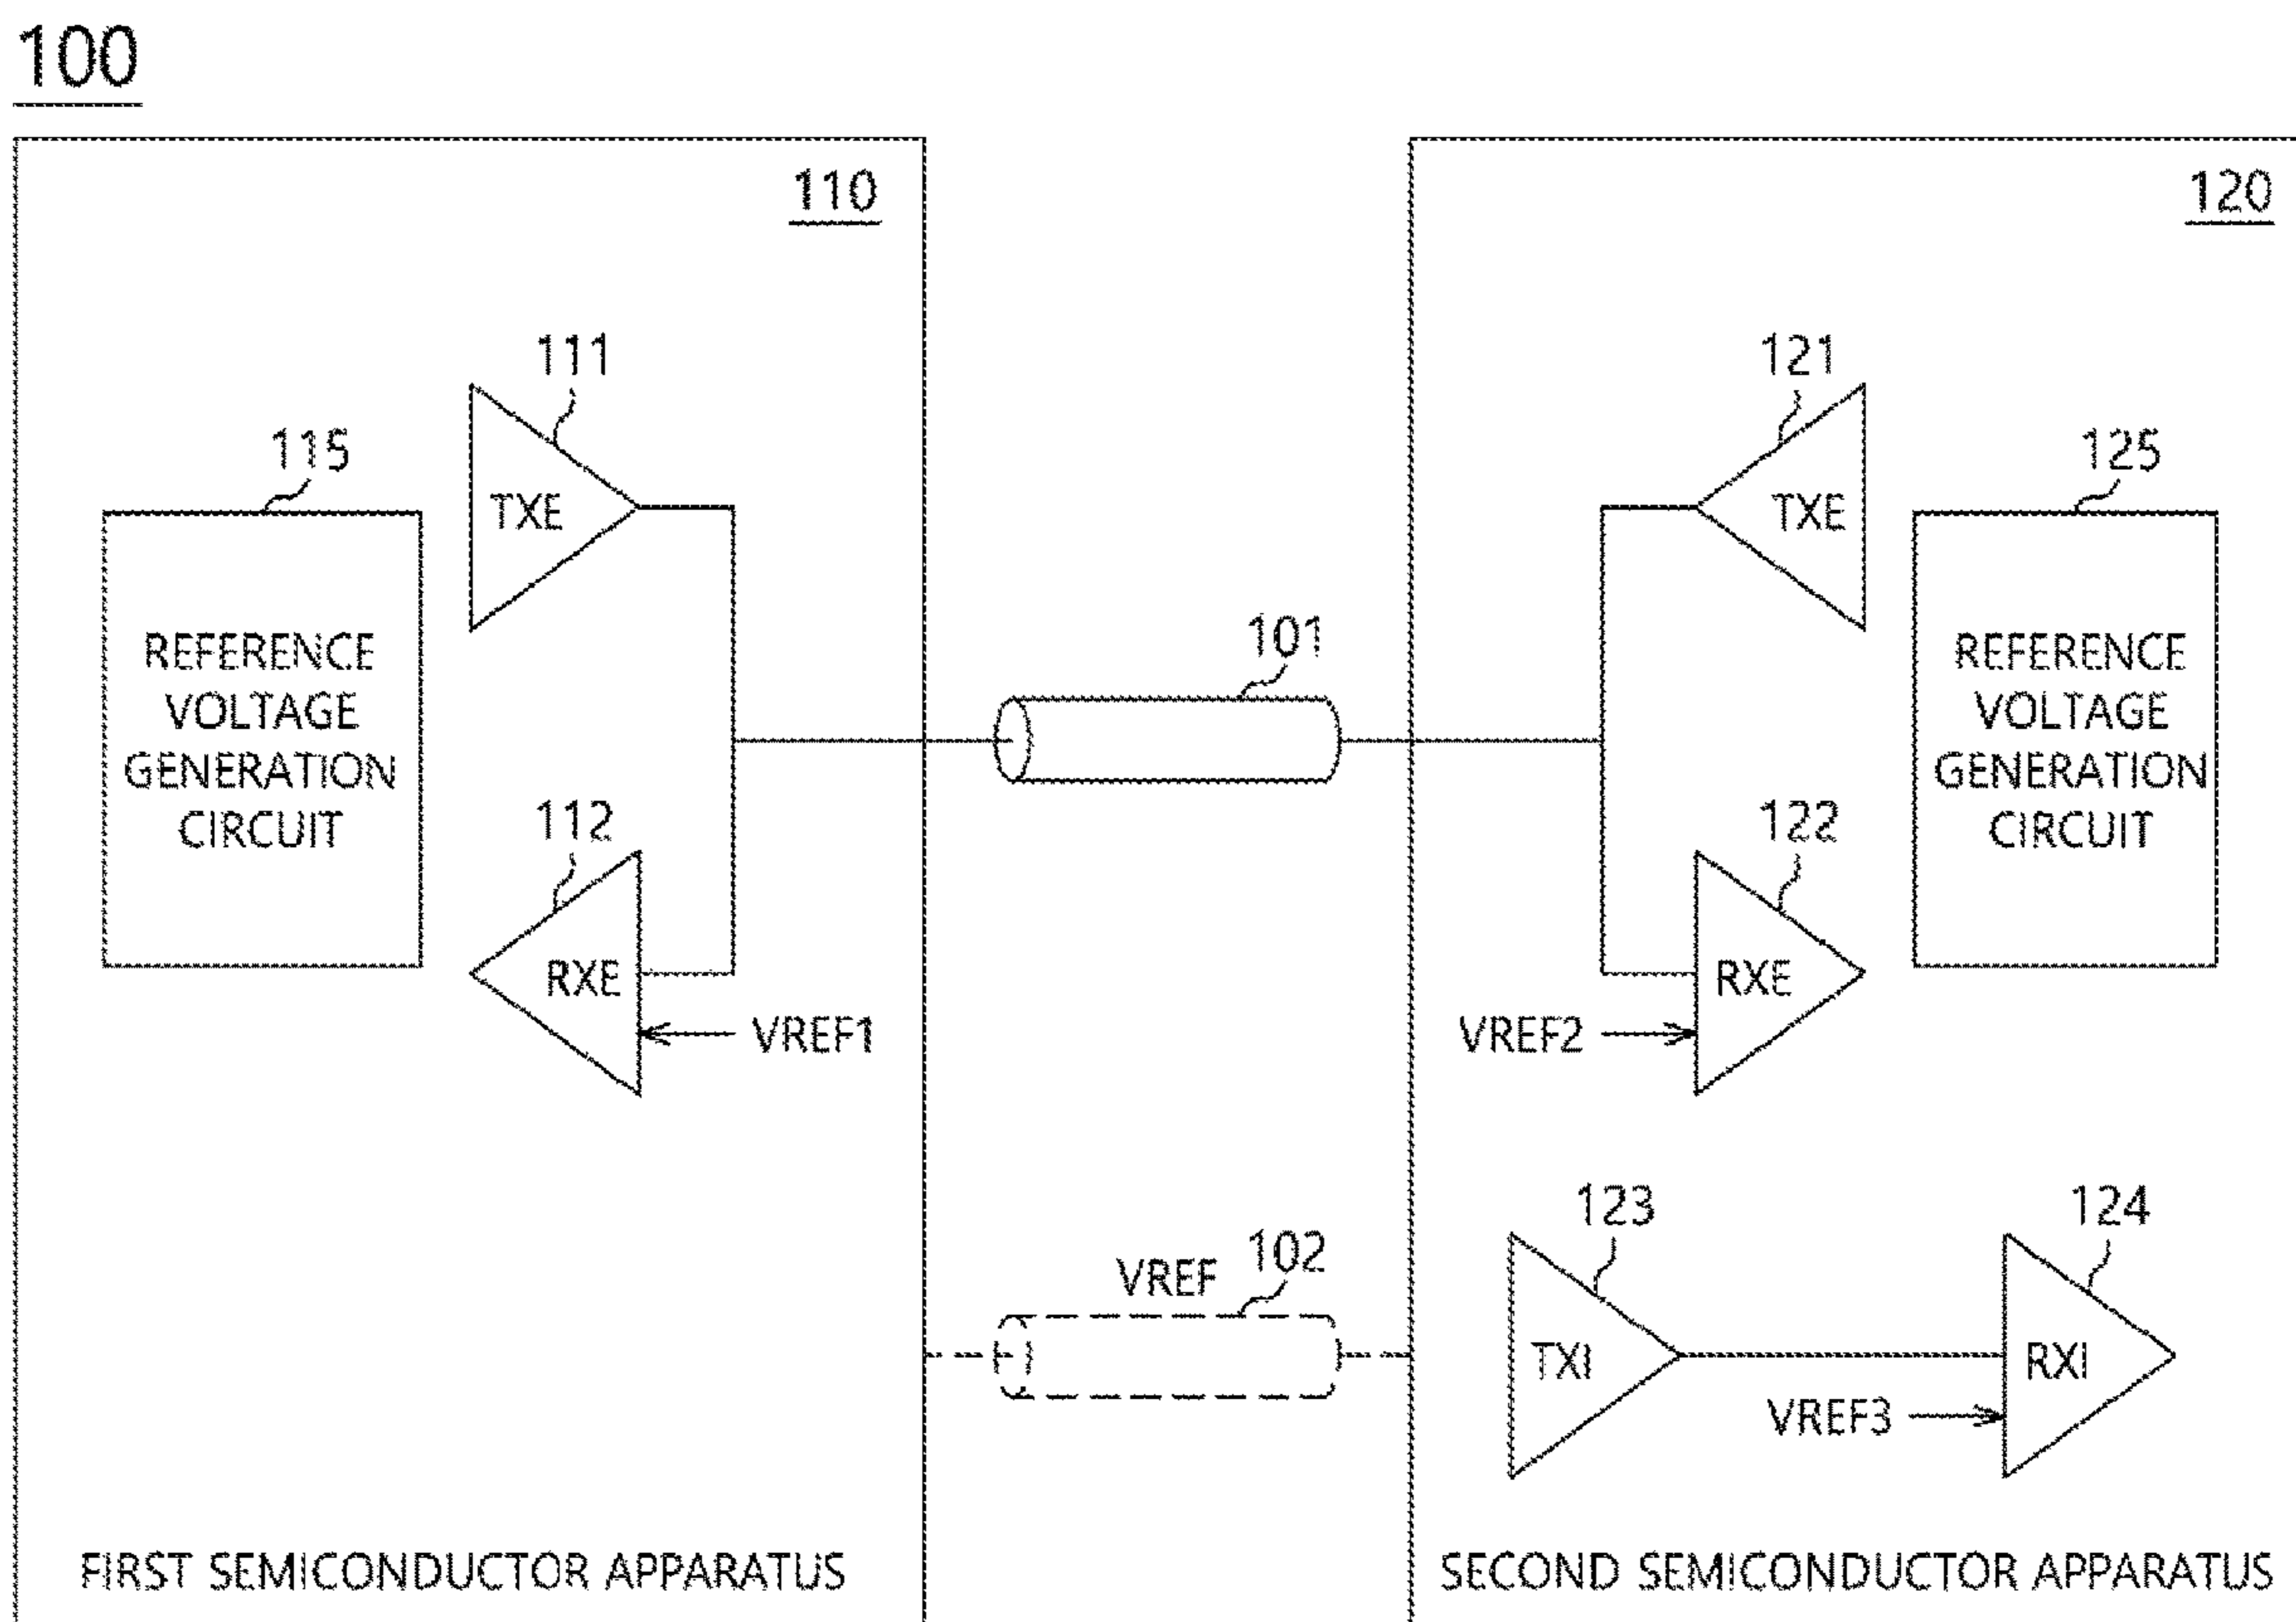 100
110
120
111
121
115
125
TXE
TXE
REFERENCE
VOLTAGE
GENERATION
CIRCUIT
101
REFERENCE
VOLTAGE
GENERATION
CIRCUIT
112
122
RXE
RXE
VREF1
VREF2
123
124
VREF
102
TXI
RXI
VREF3
FIRST SEMICONDUCTOR APPARATUS
SECOND SEMICONDUCTOR APPARATUS